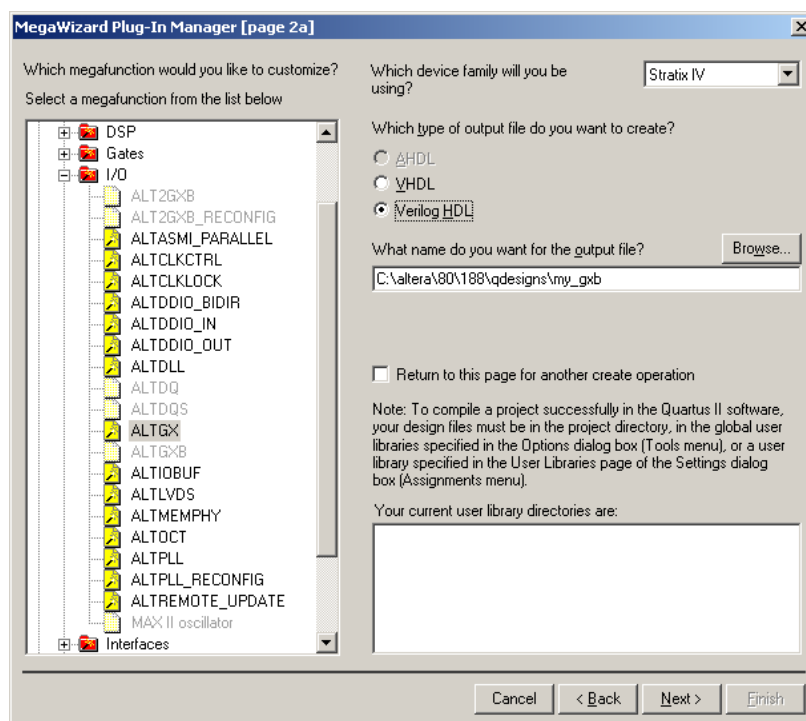 MegaWizard Plug-In Manager [page 2a]
Which megafunction would you like to customize?
Select a megafunction from the list below
DSP
Gates
I/O
ALT2GXB
ALT2GXB_RECONFIG
ALTASMI_PARALLEL
ALTCLKCTRL
ALTCLKLOCK
ALTDDIO_BIDIR
ALTDDIO_IN
ALTDDIO_OUT
ALTDLL
ALTDQ
ALTDQS
ALTGX
ALTGXB
ALTIOBUF
ALTLVDS
ALTMEMPHY
ALTOCT
ALTPLL
ALTPLL_RECONFIG
ALTREMOTE_UPDATE
MAX II oscillator
Interfaces
Which device family will you be
using?
Stratix IV
Which type of output file do you want to create?
AHDL
VHDL
Verilog HDL
What name do you want for the output file?
Browse...
C:\altera\80\188\qdesigns\my_gxb
Return to this page for another create operation
Note: To compile a project successfully in the Quartus II software,
your design files must be in the project directory, in the global user
libraries specified in the Options dialog box (Tools menu), or a user
library specified in the User Libraries page of the Settings dialog
box (Assignments menu).
Your current user library directories are:
Cancel
< Back
Next >
Finish